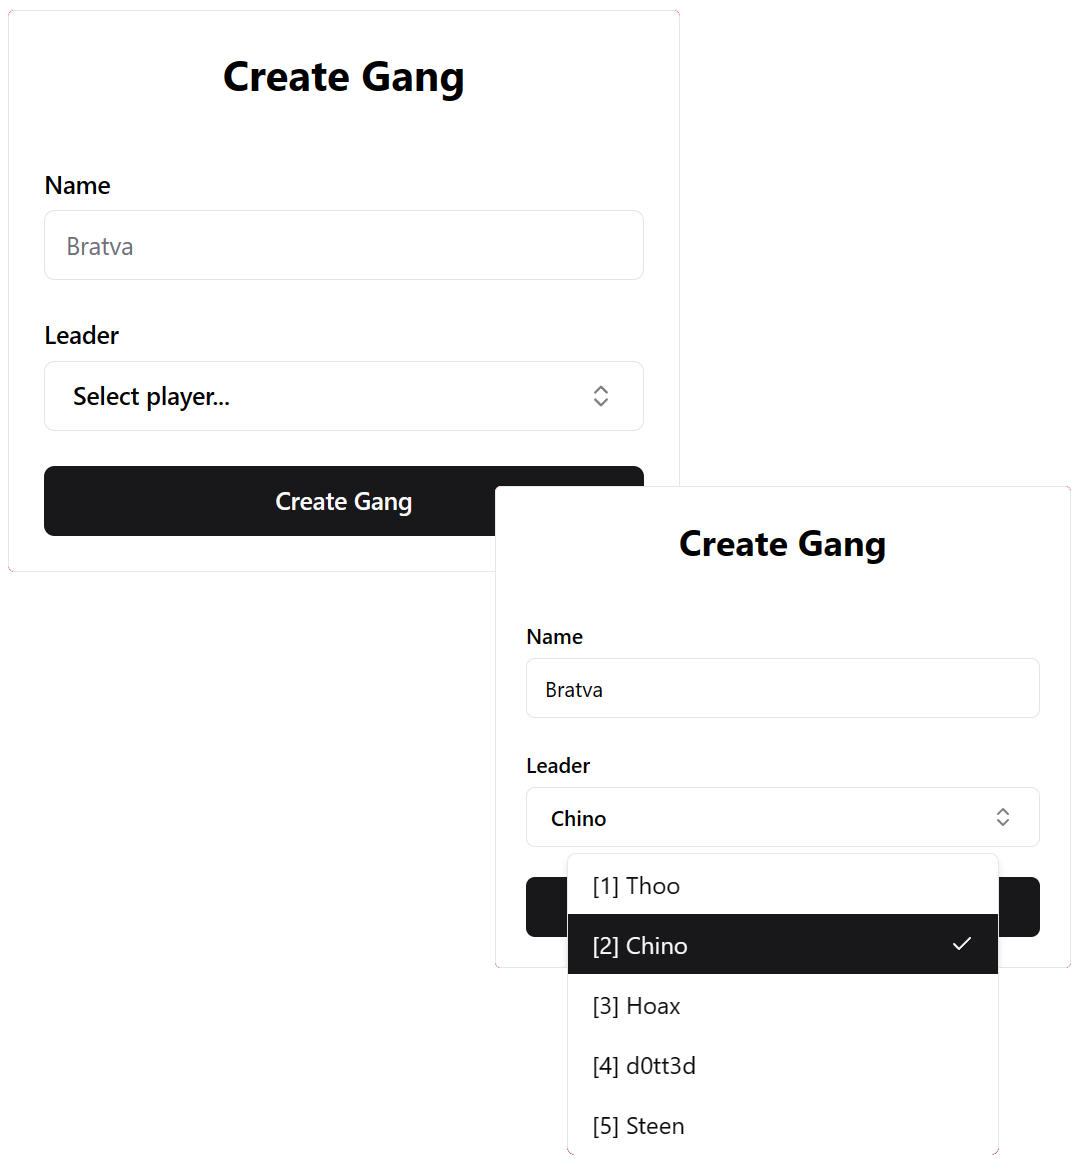 Create Gang
Name
Bratva
Leader
Select player...
Create Gang
Create Gang
Name
Bratva
Leader
Chino
[1] Thoo
[2] Chino
[3] Hoax
[4] d0tt3d
[5] Steen